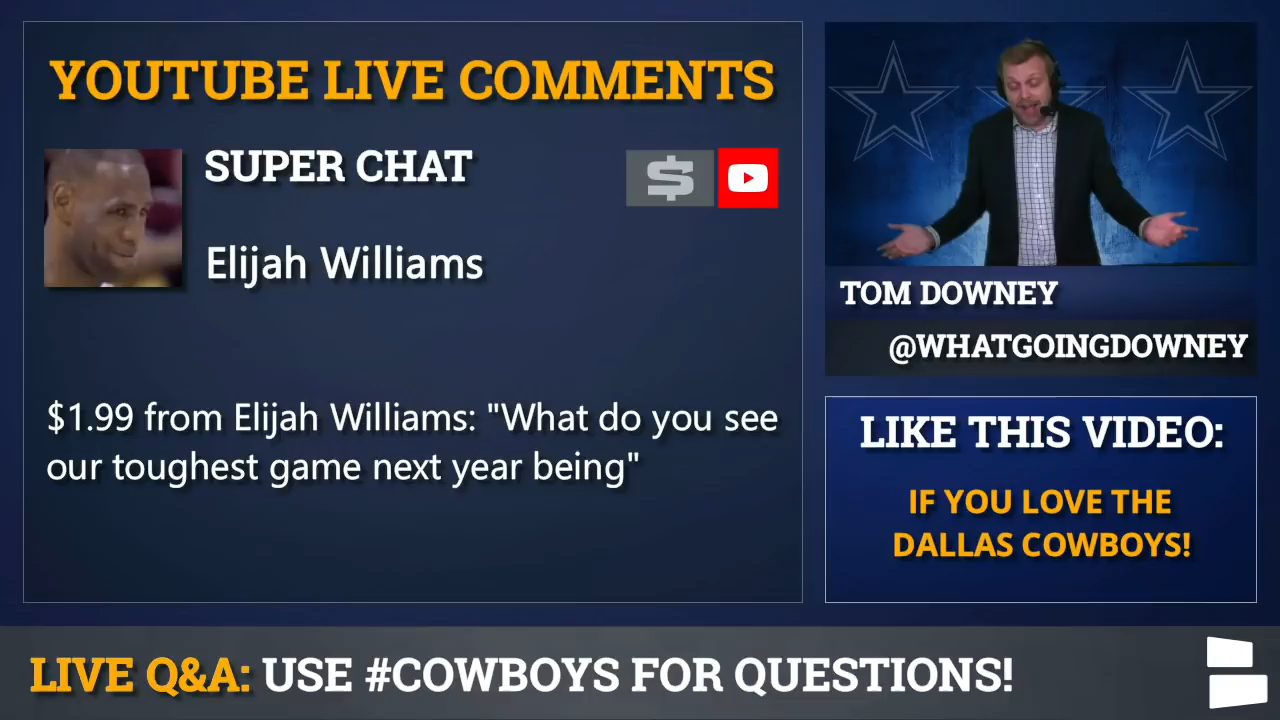 YOUTUBE LIVE COMMENTS
SUPER CHAT
Elijah Williams
$1.99 from Elijah Williams: "What do you see
our toughest game next year being"
TOM DOWNEY
@WHATGOINGDOWNEY
LIKE THIS VIDEO:
IF YOU LOVE THE
DALLAS COWBOYS!
LIVE Q&A: USE #COWBOYS FOR QUESTIONS!